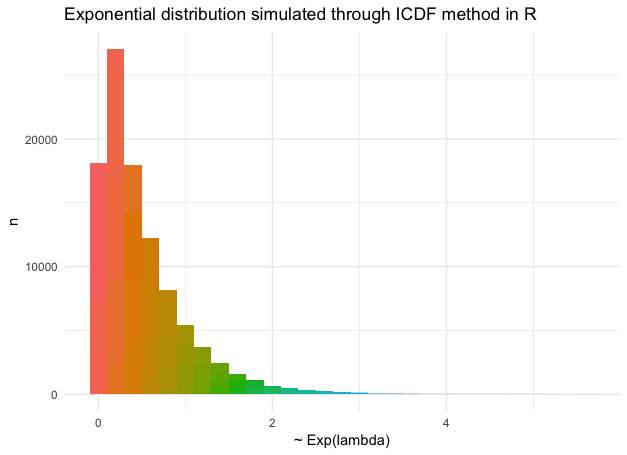 Exponential distribution simulated through ICDF method in R
20000
10000
0
n
0 2 4
~ Exp(lambda)